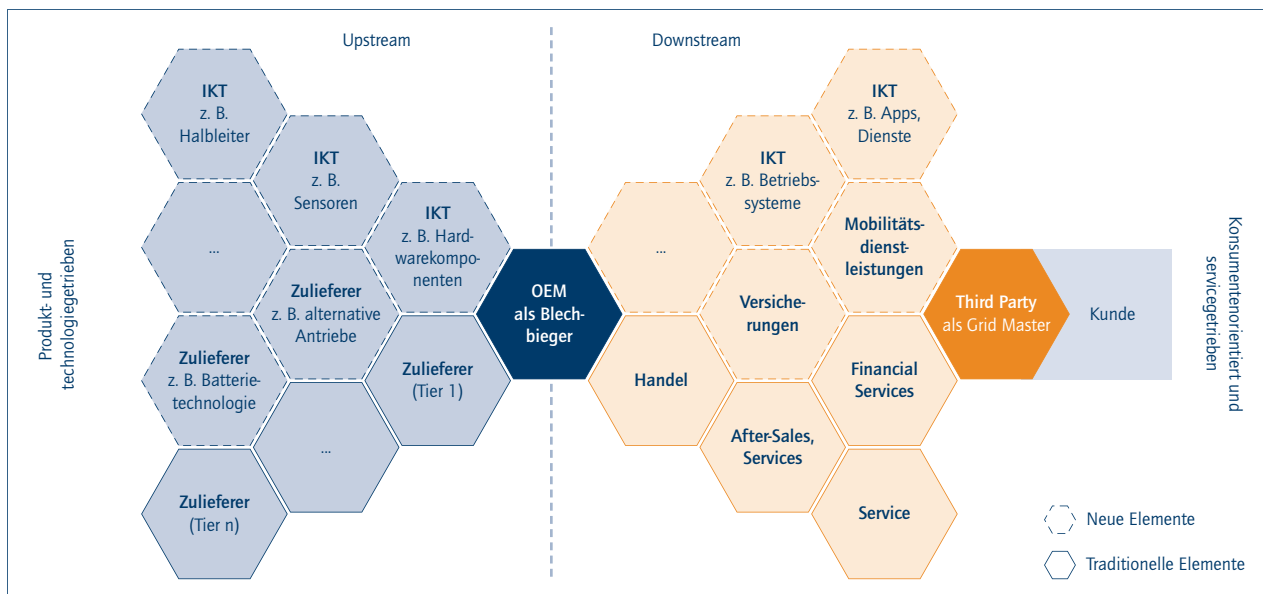 Upstream
Downstream
Produkt- und
technologiegetrieben
IKT
z. B.
Halbleiter
...
Zulieferer
z. B. Batterie-
technologie
Zulieferer
(Tier n)
IKT
z. B.
Sensoren
Zulieferer
z. B. alternative
Antriebe
...
IKT
z. B. Hard-
warekompo-
nenten
Zulieferer
(Tier 1)
OEM
als Blech-
bieger
...
Handel
IKT
z. B. Betriebs-
systeme
Versiche-
rungen
After-Sales,
Services
IKT
z. B. Apps,
Dienste
Mobilitäts-
dienst-
leistungen
Financial
Services
Service
Third Party
als Grid Master
Kunde
Konsumentenorientiert und
servicegetrieben
Neue Elemente
Traditionelle Elemente